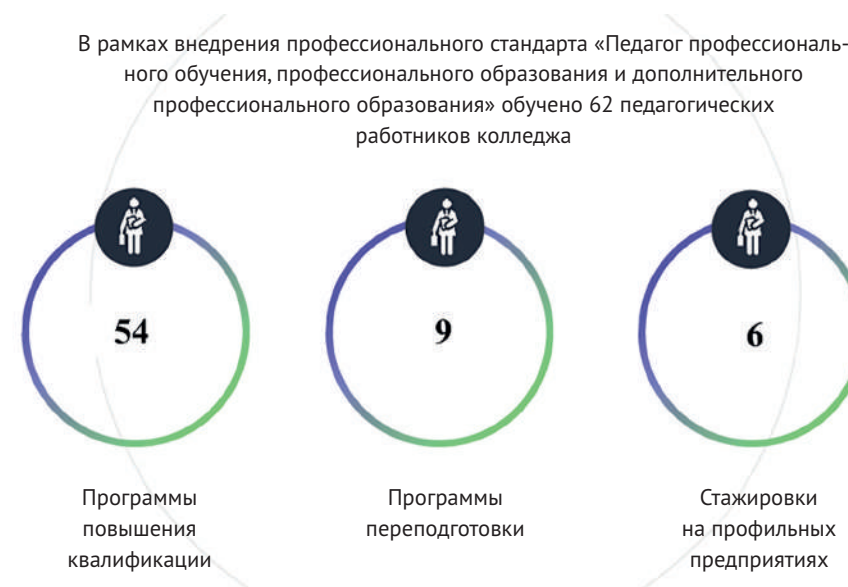 В рамках внедрения профессионального стандарта «Педагог профессиональ-
ного обучения, профессионального образования и дополнительного
профессионального образования» обучено 62 педагогических
работников колледжа
54
9
6
Программы
повышения
квалификации
Программы
переподготовки
Стажировки
на профильных
предприятиях